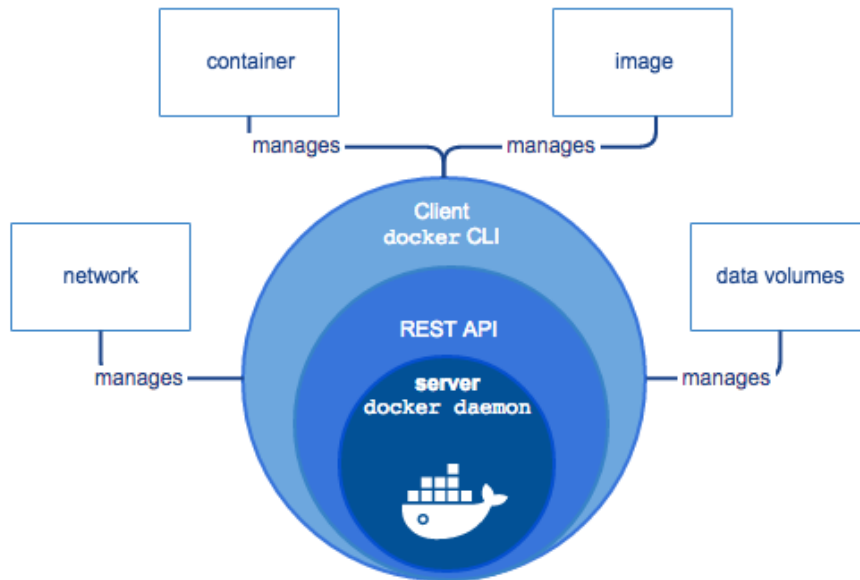 container
image
manages
manages
Client
docker CLI
network
data volumes
REST API
server
docker daemon
manages
manages